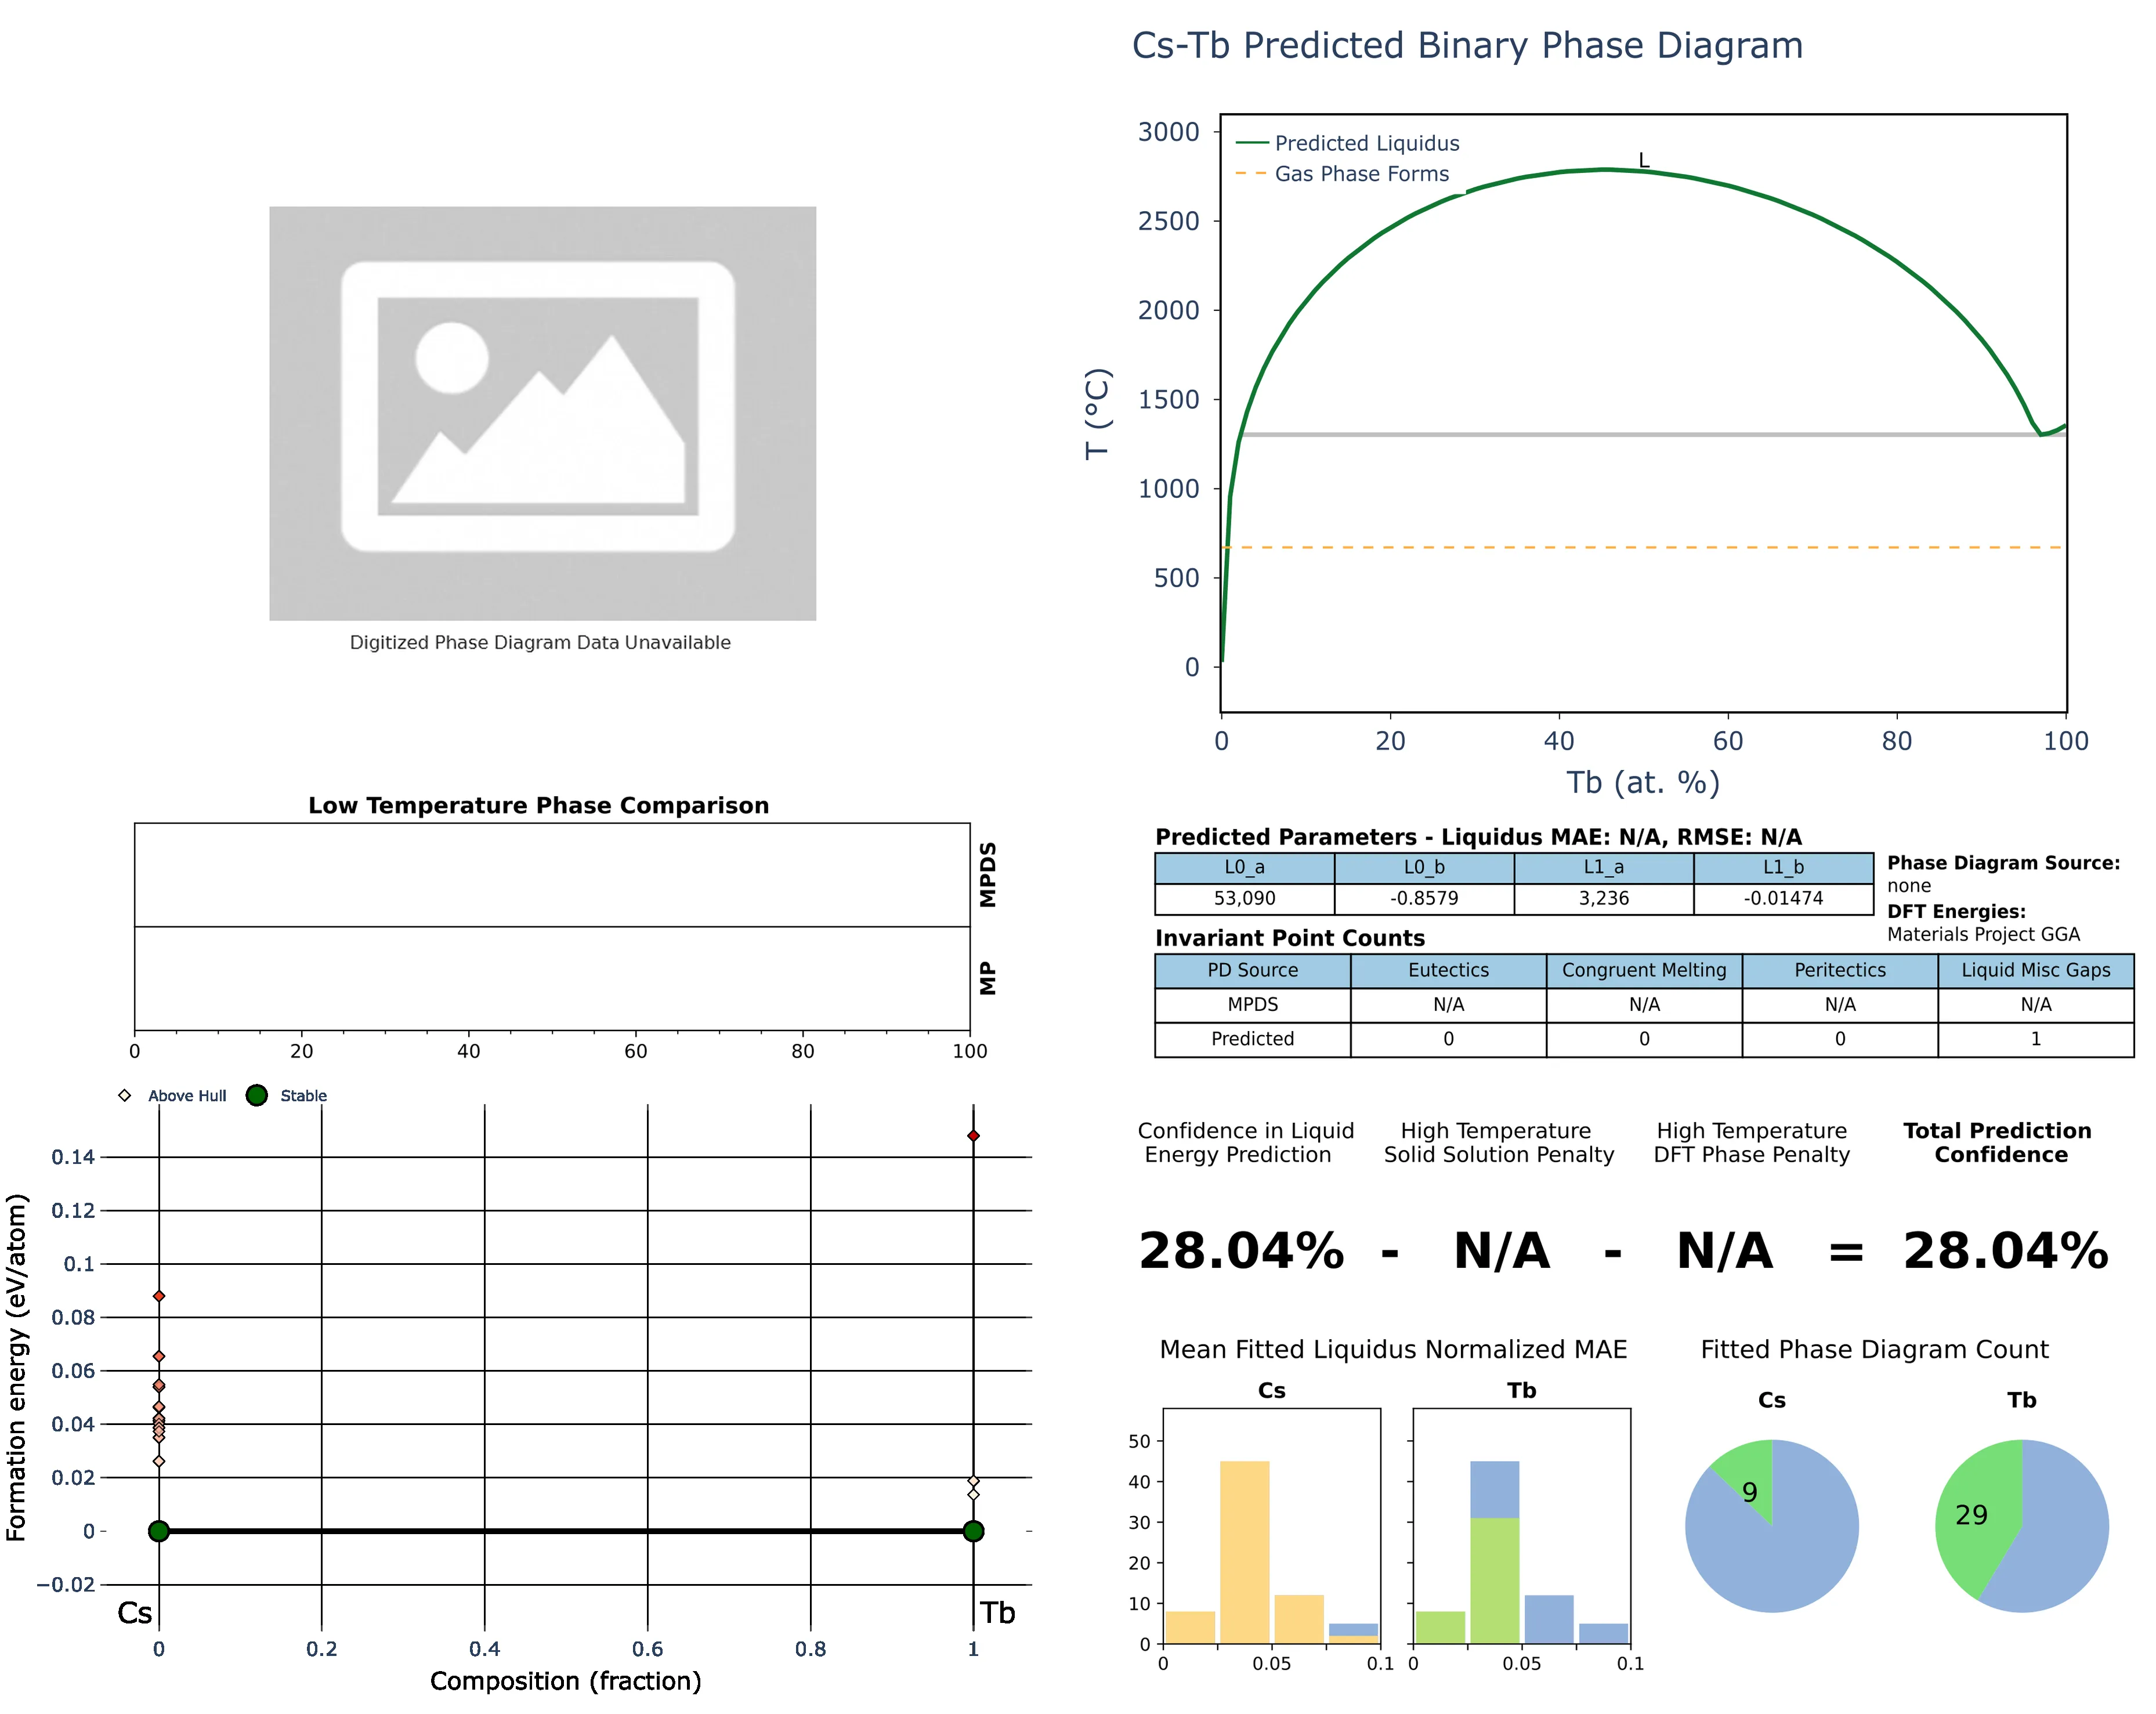 Digitized Phase Diagram Data Unavailable
Cs-Tb Predicted Binary Phase Diagram
Predicted Liquidus
Gas Phase Forms
L
T (°C)
3000
2500
2000
1500
1000
500
0
0 20 40 60 80 100
Tb (at. %)
Low Temperature Phase Comparison
MPDS
MP
0 20 40 60 80 100
Above Hull Stable
Formation energy (eV/atom)
0.14
0.12
0.1
0.08
0.06
0.04
0.02
0
−0.02
Cs Tb
0 0.2 0.4 0.6 0.8 1
Composition (fraction)
Predicted Parameters - Liquidus MAE: N/A, RMSE: N/A
L0_a L0_b L1_a L1_b
53,090 -0.8579 3,236 -0.01474
Phase Diagram Source:
none
DFT Energies:
Materials Project GGA
Invariant Point Counts
PD Source Eutectics Congruent Melting Peritectics Liquid Misc Gaps
MPDS N/A N/A N/A N/A
Predicted 0 0 0 1
Confidence in Liquid
Energy Prediction
High Temperature
Solid Solution Penalty
High Temperature
DFT Phase Penalty
Total Prediction
Confidence
28.04% - N/A - N/A = 28.04%
Mean Fitted Liquidus Normalized MAE
Cs Tb
50
40
30
20
10
0
0 0.05 0.1 0 0.05 0.1
Fitted Phase Diagram Count
Cs Tb
9 29